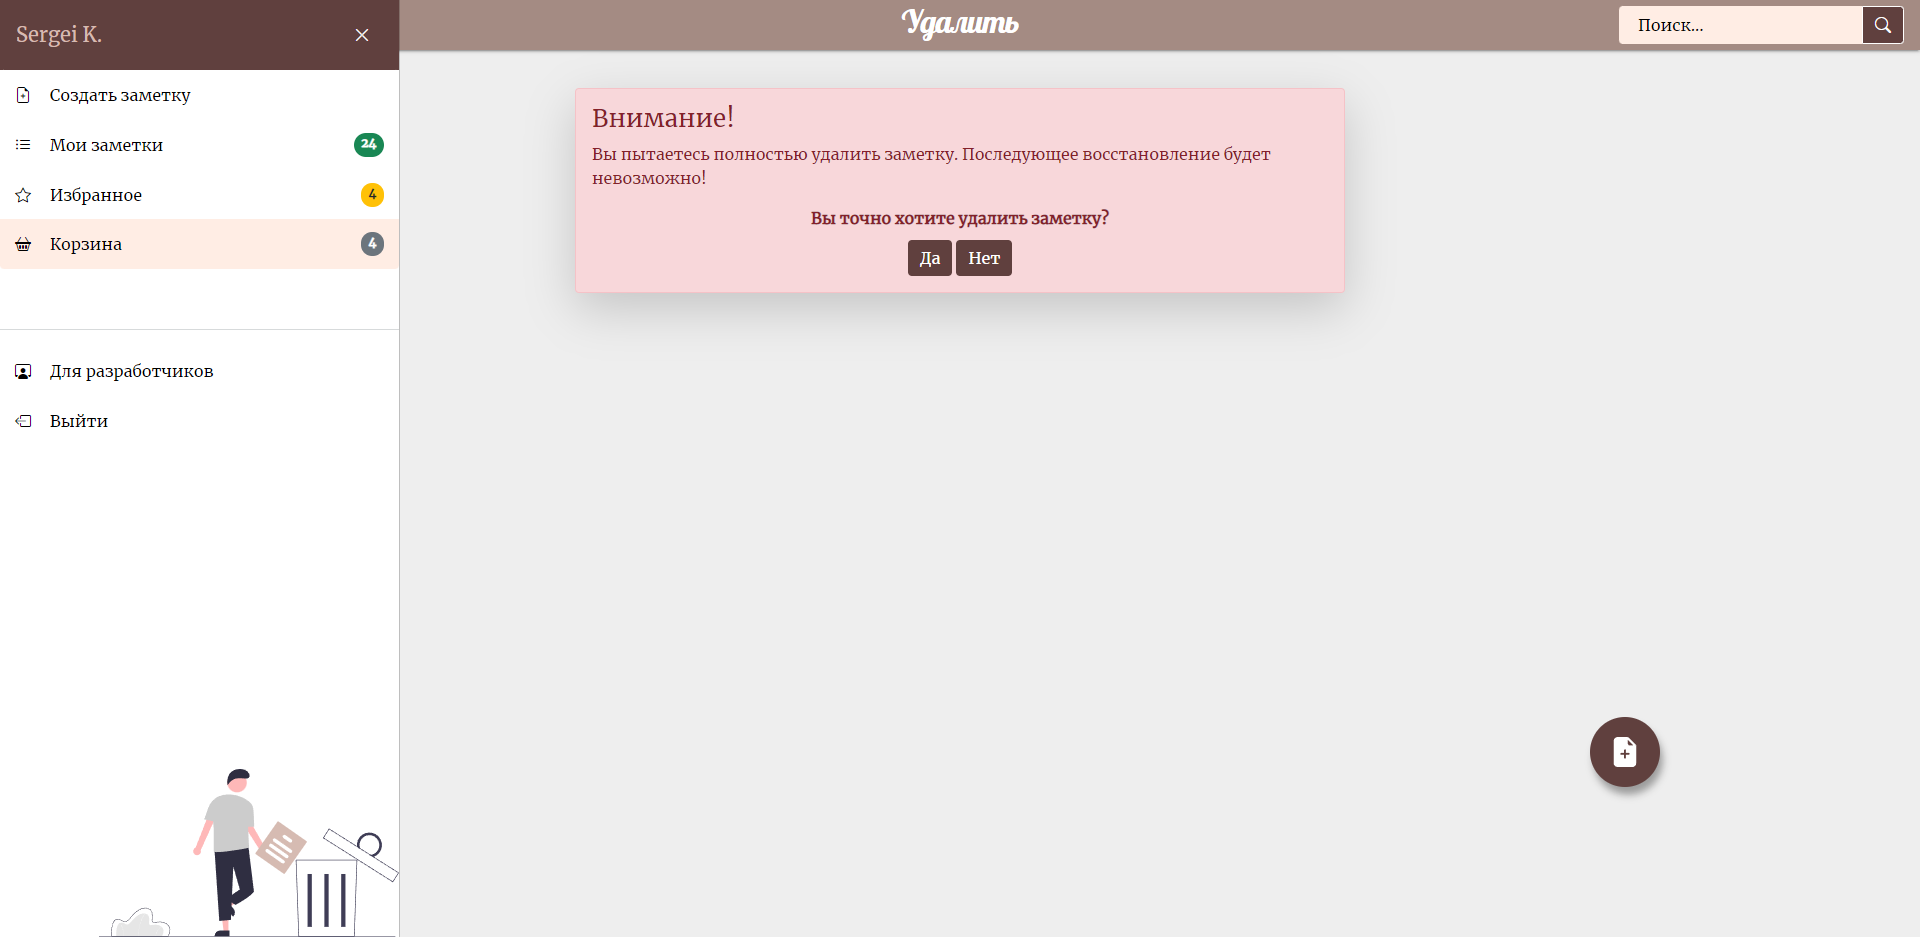 Sergei K.
Удалить
Поиск...
Создать заметку
Мои заметки 24
Избранное 4
Корзина 4
Для разработчиков
Выйти
Внимание!
Вы пытаетесь полностью удалить заметку. Последующее восстановление будет
невозможно!
Вы точно хотите удалить заметку?
Да Нет